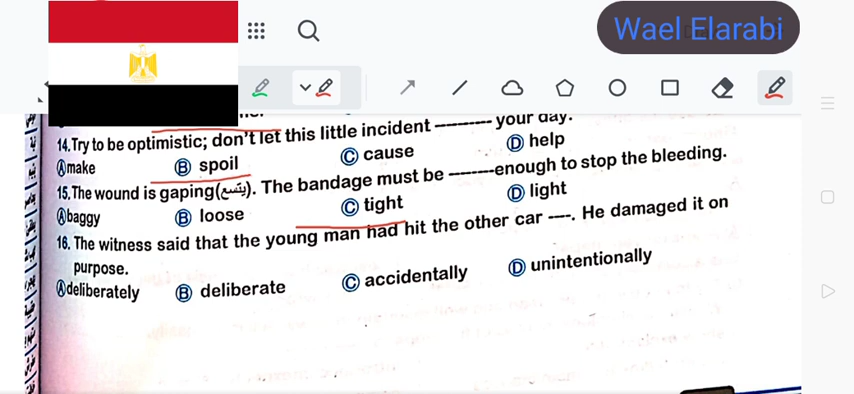 Wael Elarabi
14.Try to be optimistic; don't let this little incident --------- your day.
Ⓐmake Ⓑ spoil Ⓒ cause Ⓓ help
15.The wound is gaping(يتسع). The bandage must be -------enough to stop the bleeding.
Ⓐbaggy Ⓑ loose Ⓒ tight Ⓓ light
16. The witness said that the young man had hit the other car ----. He damaged it on
purpose.
Ⓐdeliberately Ⓑ deliberate Ⓒ accidentally Ⓓ unintentionally